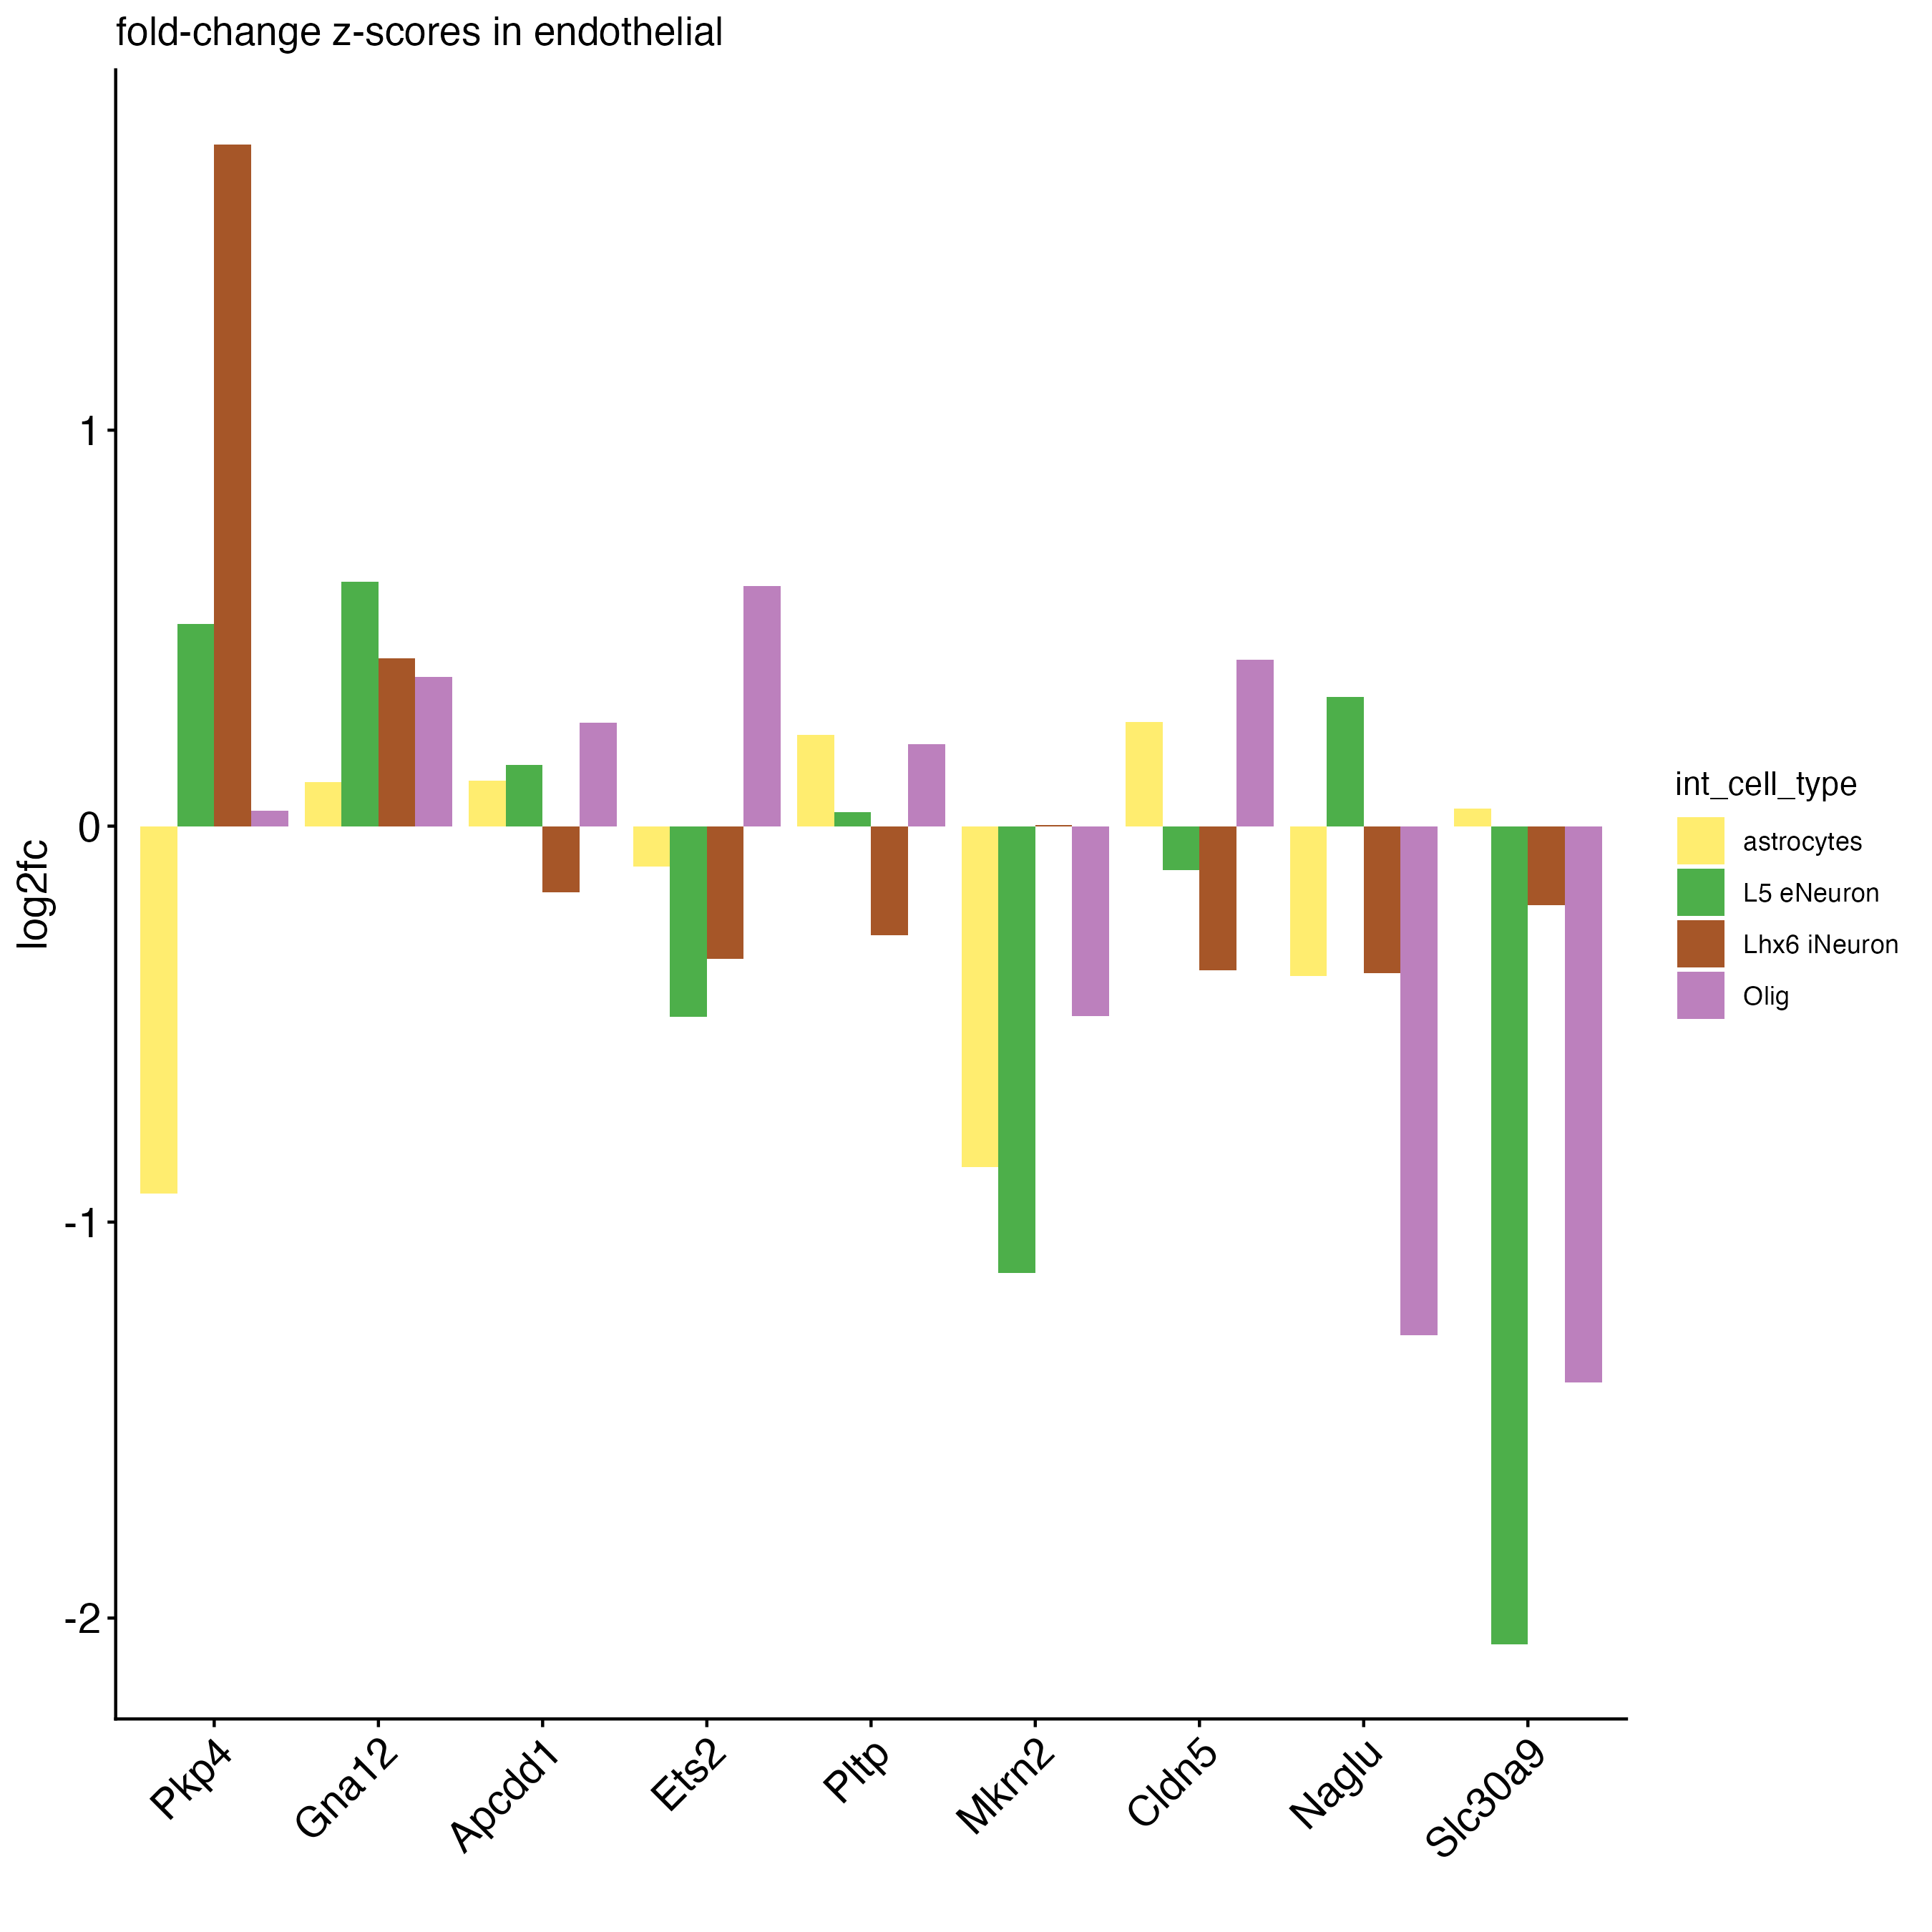 fold-change z-scores in endothelial
log2fc
1
0
-1
-2
Pkp4
Gna12
Apcdd1
Ets2
Pltp
Mkrn2
Cldn5
Naglu
Slc30a9
int_cell_type
astrocytes
L5 eNeuron
Lhx6 iNeuron
Olig